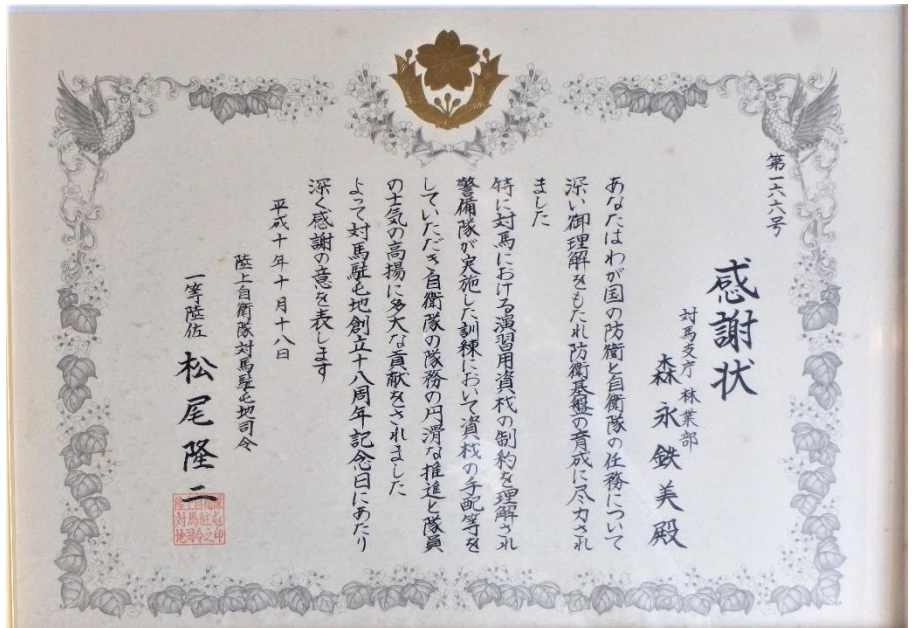 第一六六号
感謝状
対馬支庁 林業部
森永鉄美殿
あなたはわが国の防衛と自衛隊の任務について
深い御理解をもたれ防衛基盤の育成に尽力され
ました
特に対馬における演習用資材の制約を理解され
警備隊が実施した訓練において資材の手配等を
していただき自衛隊の隊務の円滑な推進と隊員
の士気の高揚に多大な貢献をされました
よって対馬駐屯地創立十八周年記念日にあたり
深く感謝の意を表します
平成十年十月十八日
陸上自衛隊対馬駐屯地司令
一等陸佐 松尾隆二